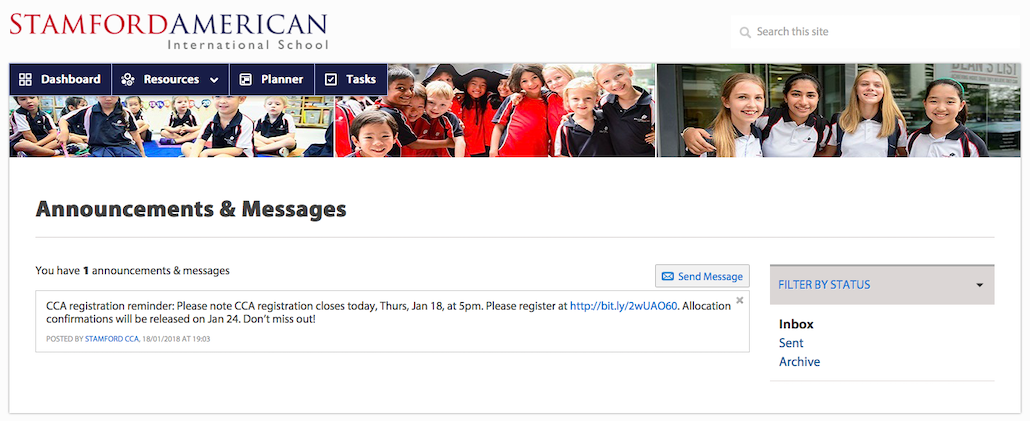 STAMFORDAMERICAN
International School
Search this site
Dashboard
Resources
Planner
Tasks
DEAN'S LIST
Announcements & Messages
You have 1 announcements & messages
Send Message
CCA registration reminder: Please note CCA registration closes today, Thurs, Jan 18, at 5pm. Please register at http://bit.ly/2wUAO60. Allocation
confirmations will be released on Jan 24. Don't miss out!
POSTED BY STAMFORD CCA, 18/01/2018 AT 19:03
FILTER BY STATUS
Inbox
Sent
Archive